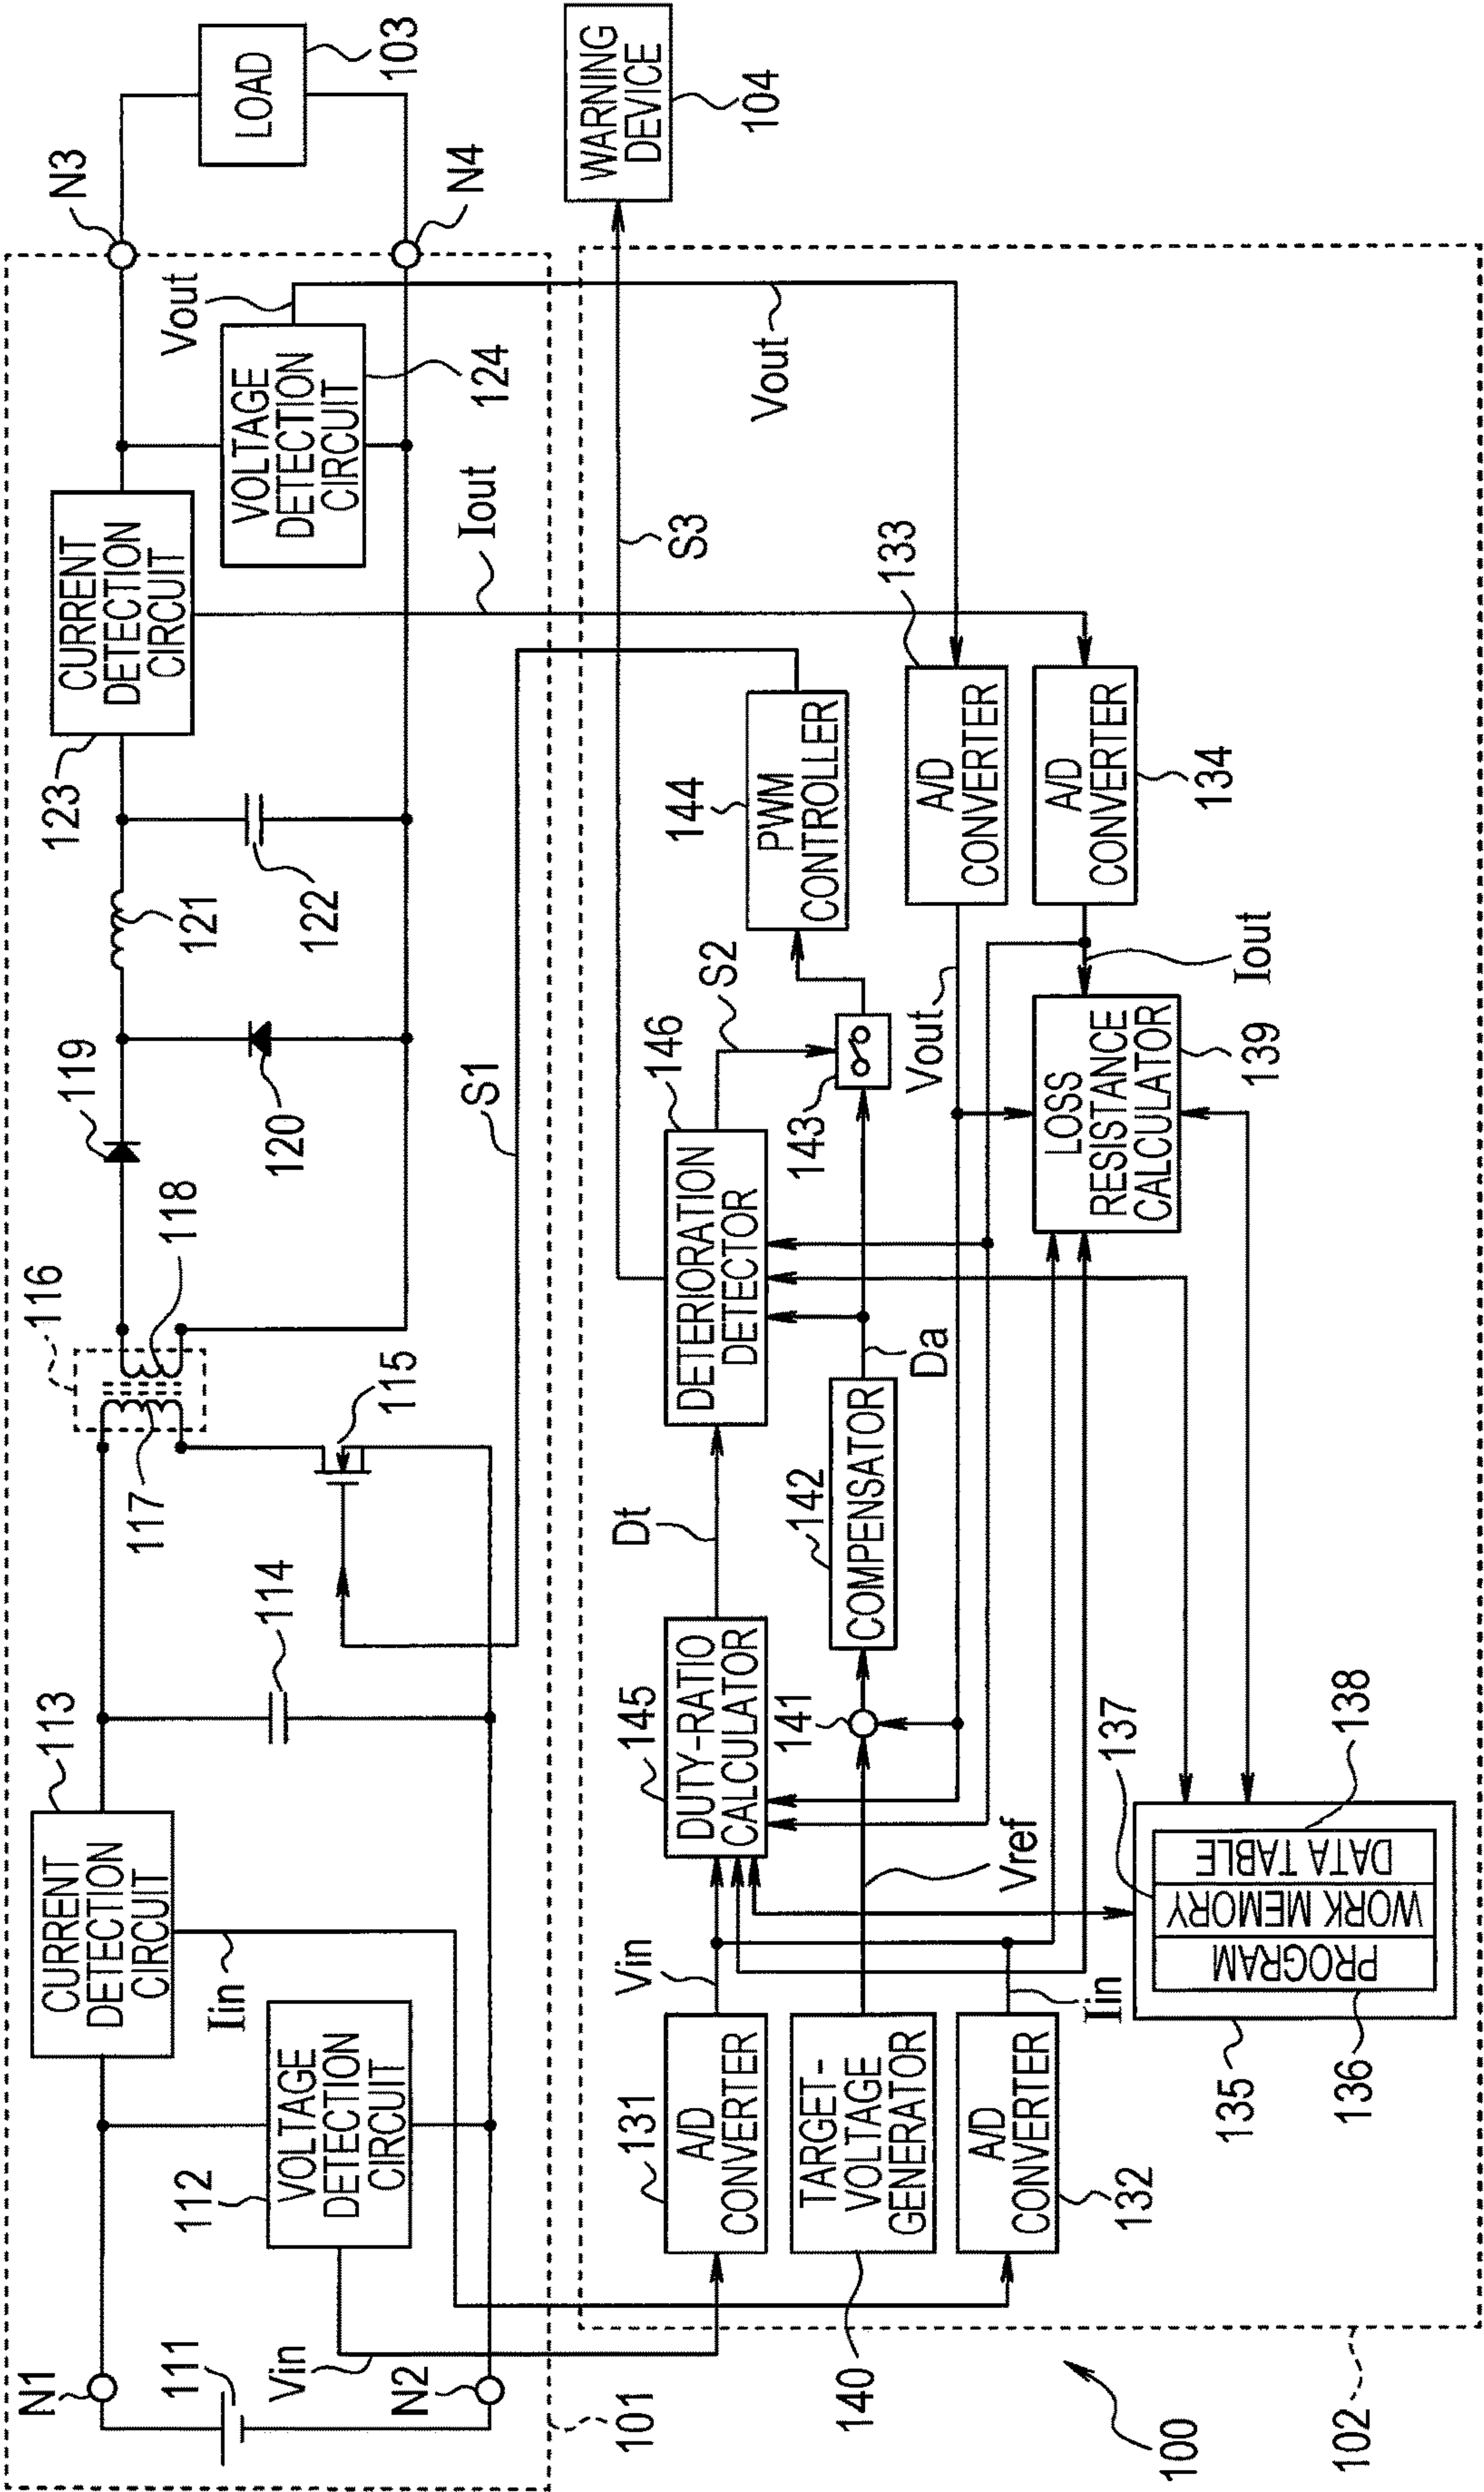 N1
111
N2
Vin
112
VOLTAGE
DETECTION
CIRCUIT
CURRENT
DETECTION
CIRCUIT
113
Iin
114
117
116
118
115
119
120
121
122
123
CURRENT
DETECTION
CIRCUIT
Iout
VOLTAGE
DETECTION
CIRCUIT
124
Vout
N3
N4
LOAD
103
S1
101
WARNING
DEVICE
104
S3
Vout
131
A/D
CONVERTER
Vin
TARGET-
VOLTAGE
GENERATOR
140
A/D
CONVERTER
132
Iin
Vref
145
DUTY-RATIO
CALCULATOR
Dt
141
142
COMPENSATOR
Da
DETERIORATION
DETECTOR
146
S2
143
144
PWM
CONTROLLER
133
A/D
CONVERTER
Vout
A/D
CONVERTER
134
Iout
LOSS
RESISTANCE
CALCULATOR
139
135
136
137
138
PROGRAM
WORK MEMORY
DATA TABLE
100
102